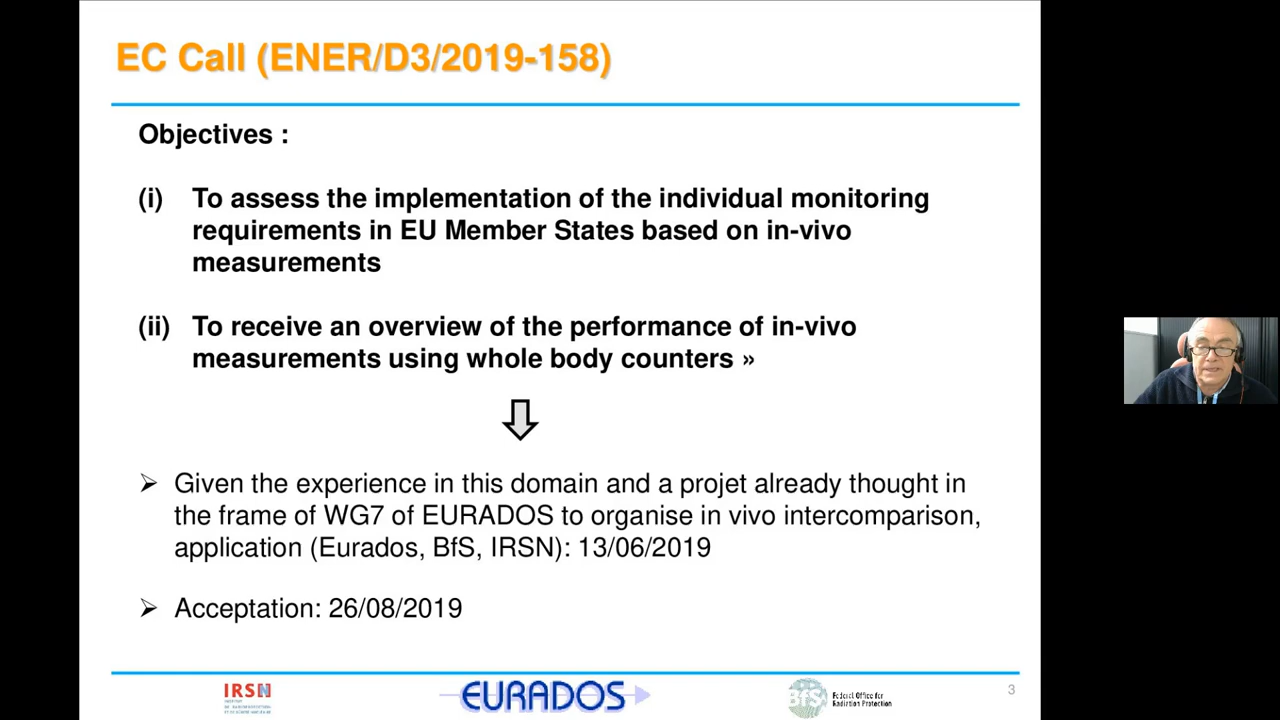 EC Call (ENER/D3/2019-158)
Objectives :
(i) To assess the implementation of the individual monitoring
requirements in EU Member States based on in-vivo
measurements
(ii) To receive an overview of the performance of in-vivo
measurements using whole body counters »
➢ Given the experience in this domain and a projet already thought in
the frame of WG7 of EURADOS to organise in vivo intercomparison,
application (Eurados, BfS, IRSN): 13/06/2019
➢ Acceptation: 26/08/2019
IRSN
EURADOS
BfS
Federal Office for
Radiation Protection
3